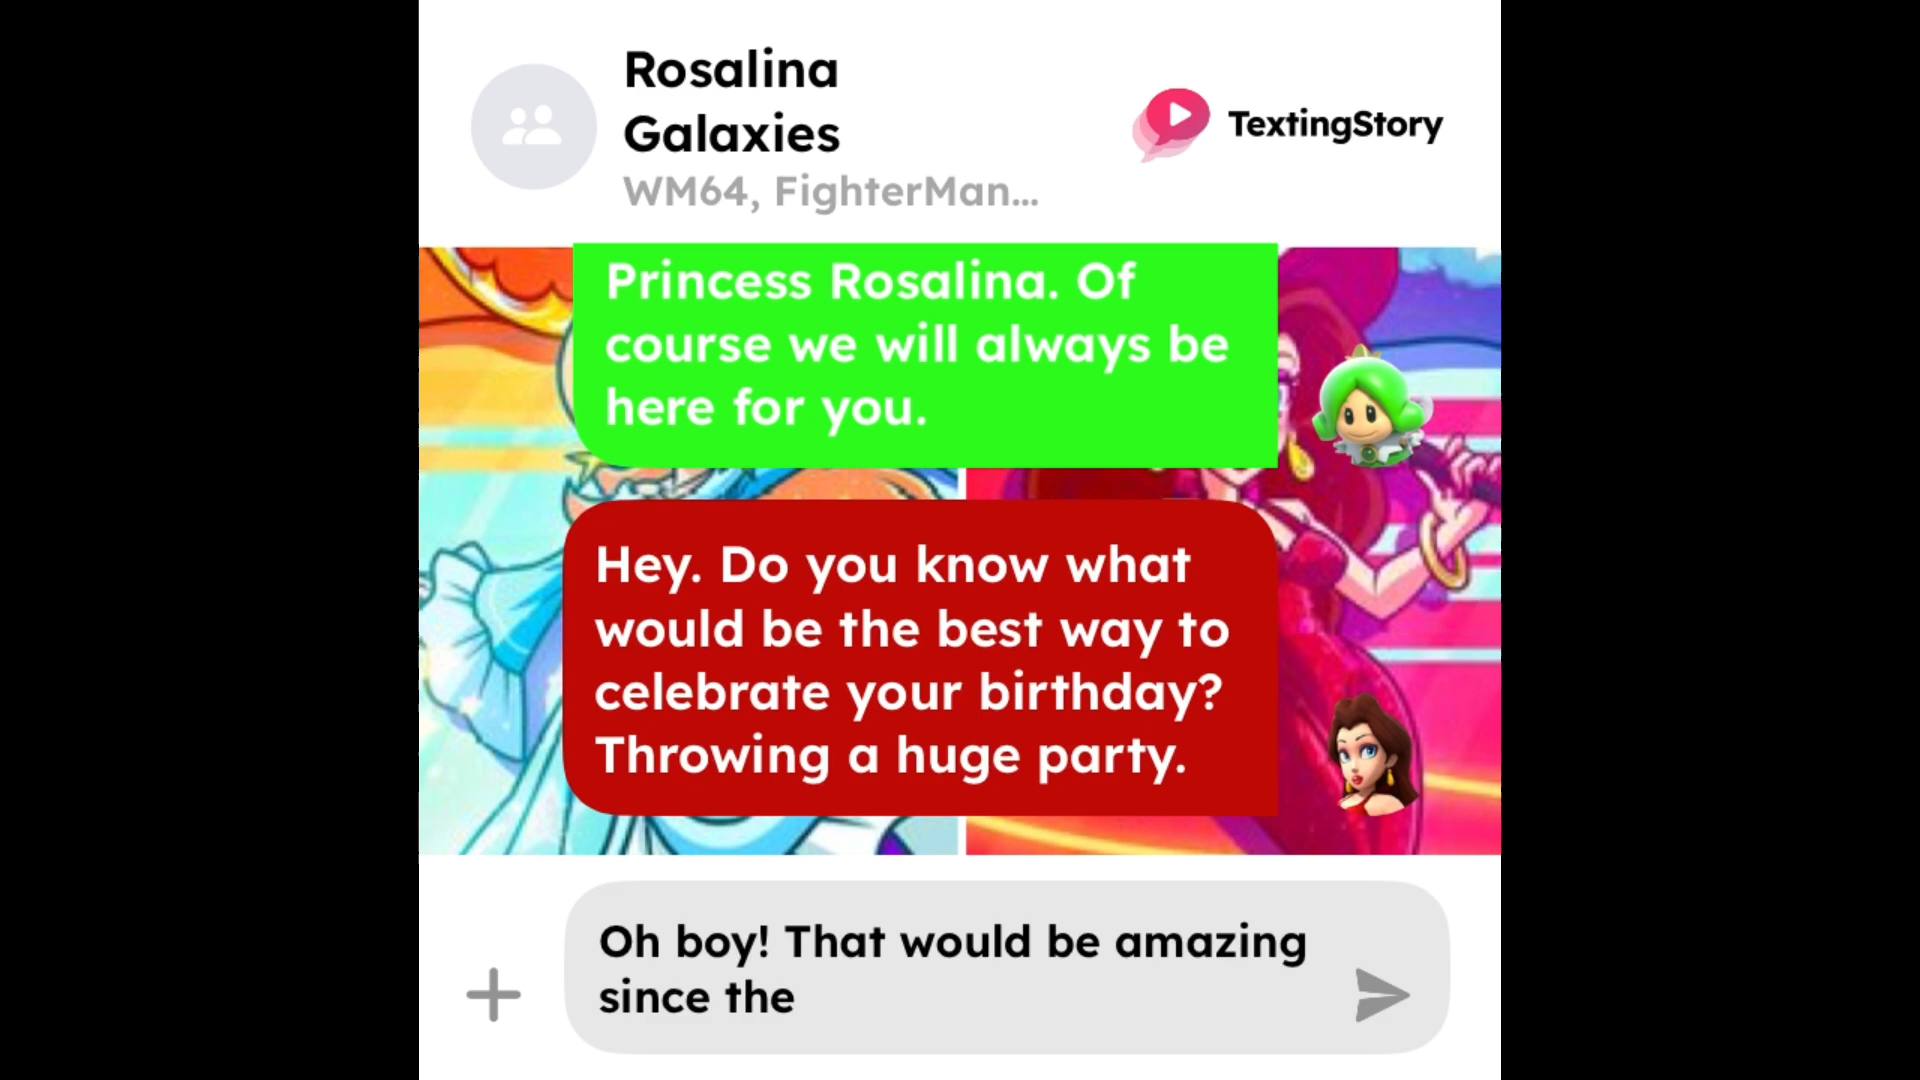 Rosalina
Galaxies
TextingStory
WM64, FighterMan...
Princess Rosalina. Of
course we will always be
here for you.
Hey. Do you know what
would be the best way to
celebrate your birthday?
Throwing a huge party.
Oh boy! That would be amazing
since the